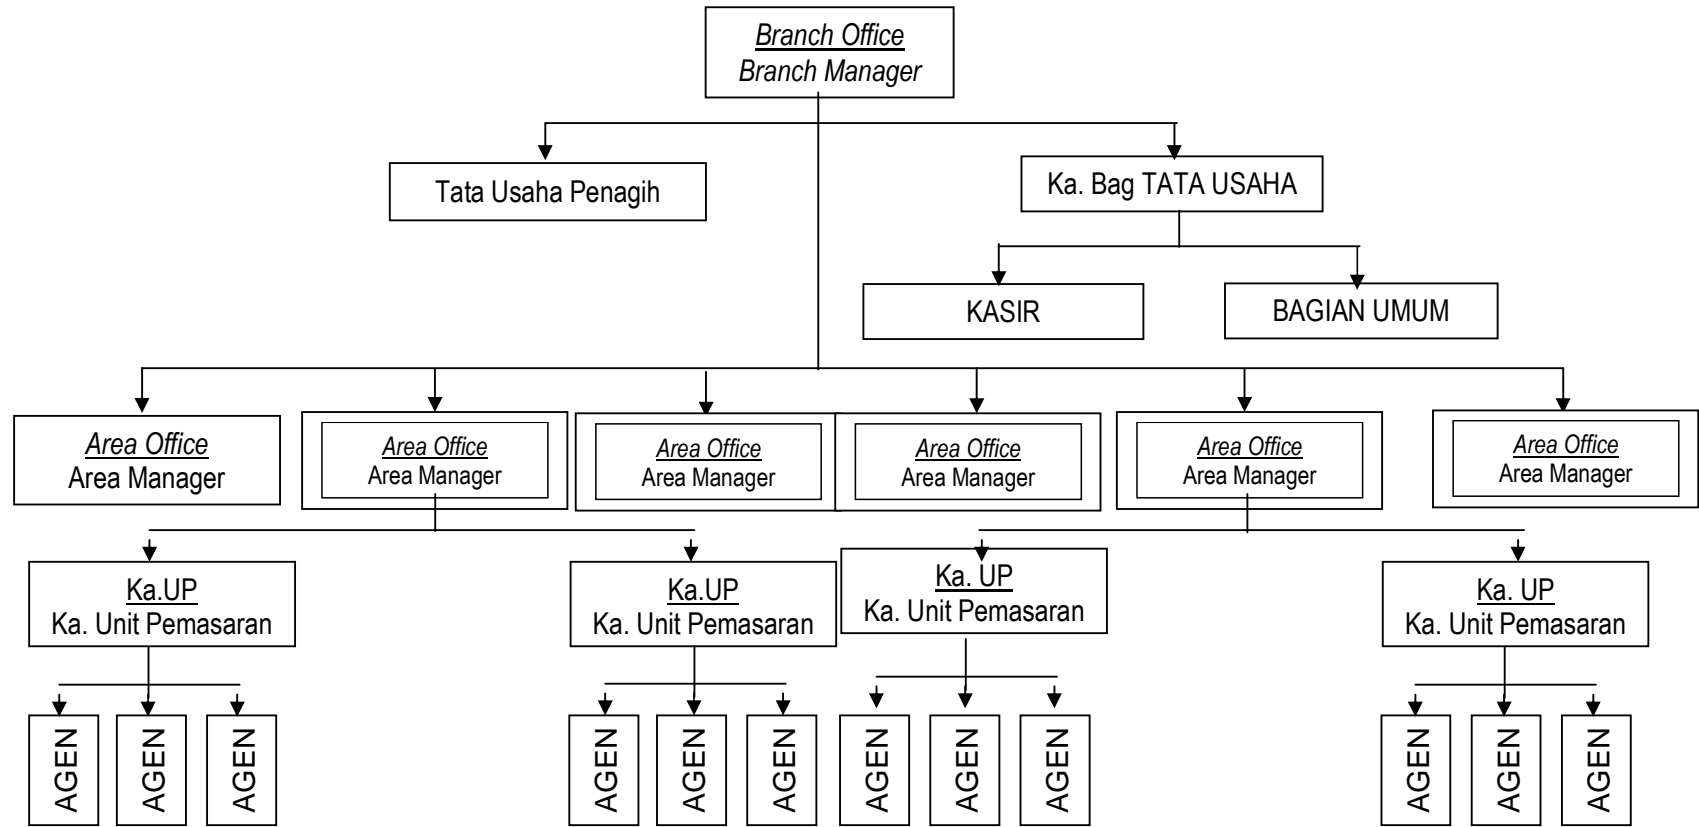 Branch Office
Branch Manager
Tata Usaha Penagih
Ka. Bag TATA USAHA
KASIR
BAGIAN UMUM
Area Office
Area Manager
Area Office
Area Manager
Area Office
Area Manager
Area Office
Area Manager
Area Office
Area Manager
Area Office
Area Manager
Ka.UP
Ka. Unit Pemasaran
Ka.UP
Ka. Unit Pemasaran
Ka. UP
Ka. Unit Pemasaran
Ka. UP
Ka. Unit Pemasaran
AGEN
AGEN
AGEN
AGEN
AGEN
AGEN
AGEN
AGEN
AGEN
AGEN
AGEN
AGEN